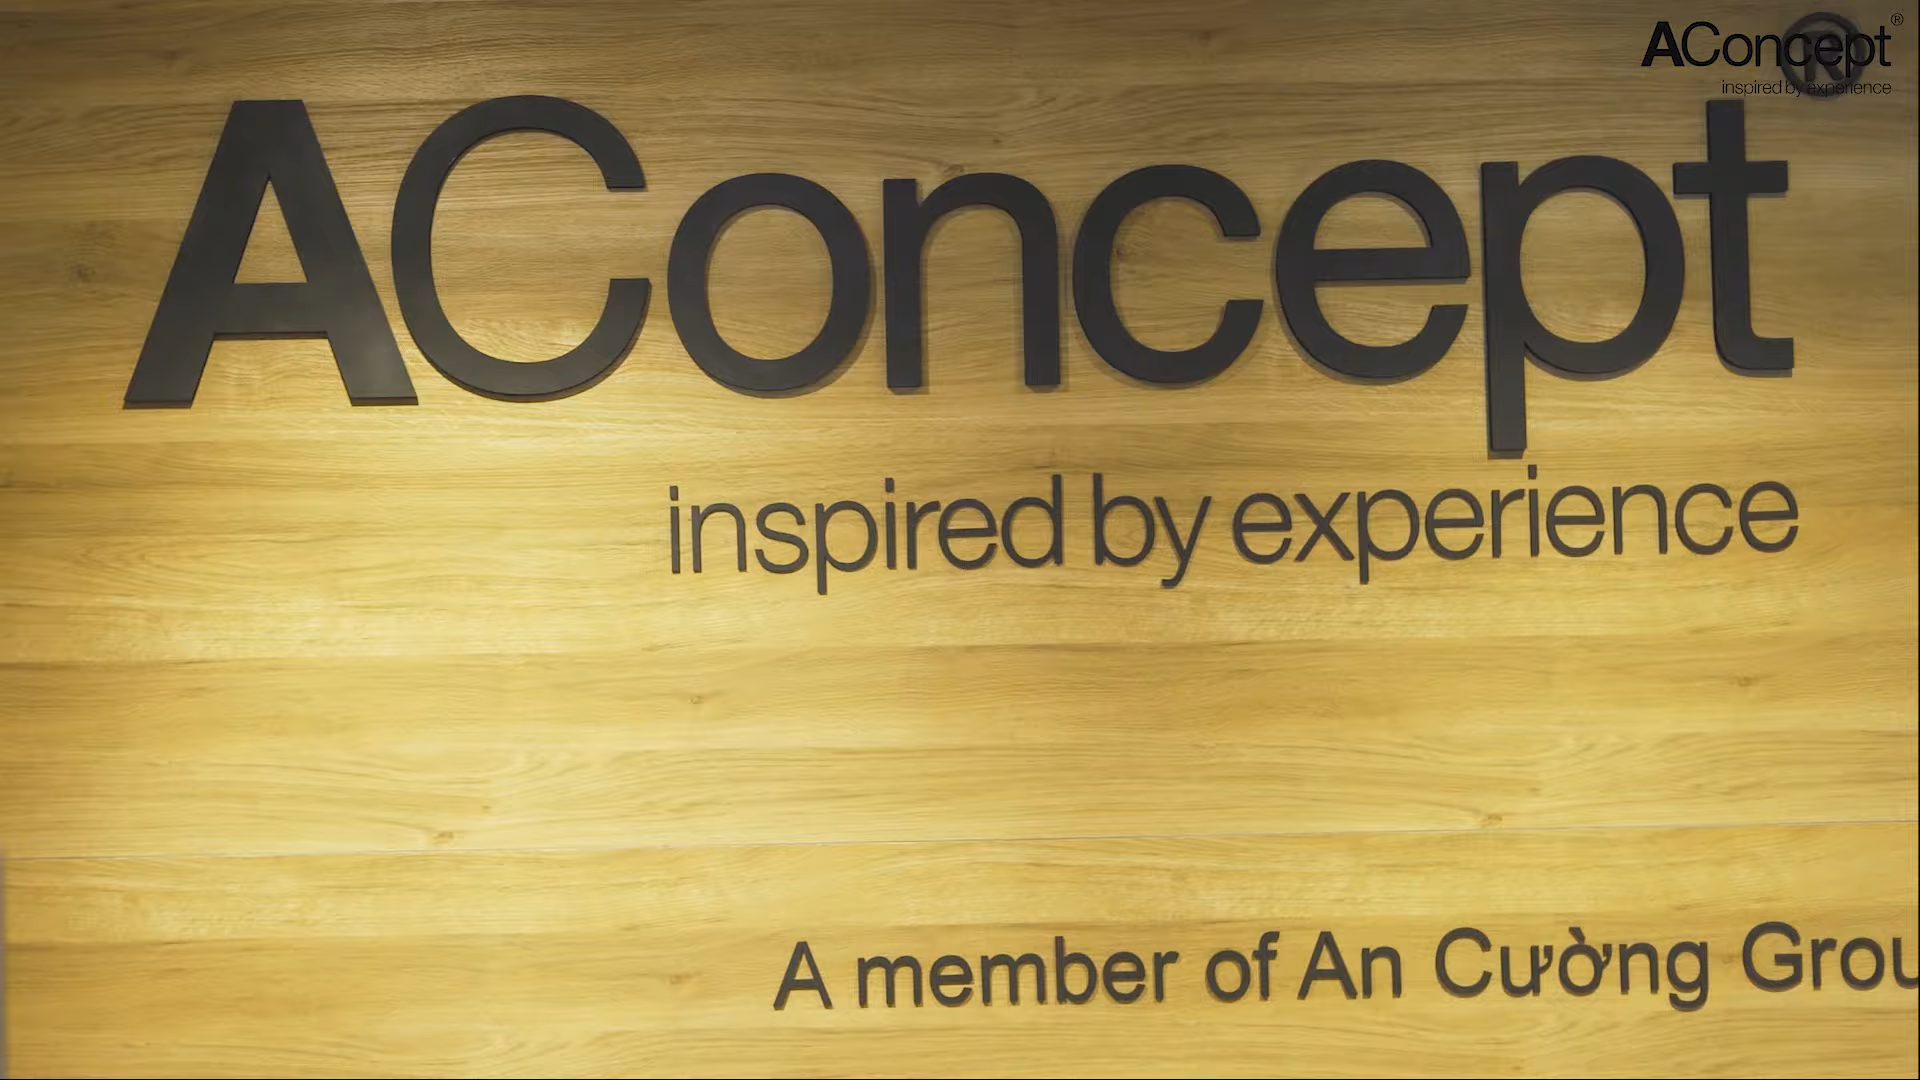 AConcept®
inspired by experience
AConcept®
inspired by experience
A member of An Cường Grou